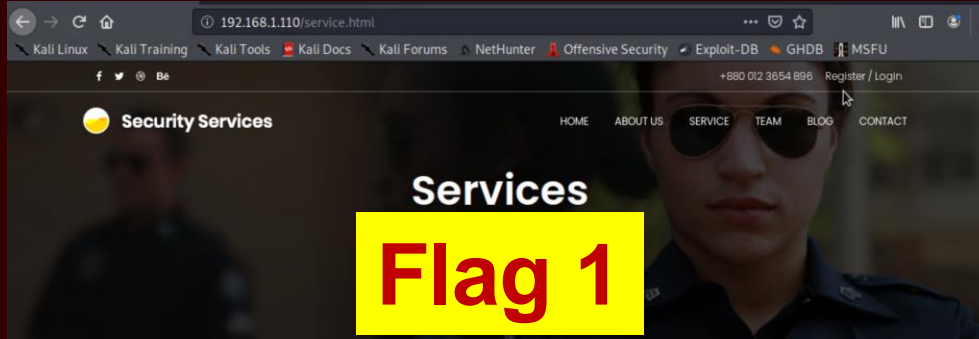 192.168.1.110/service.html
Kali Linux Kali Training Kali Tools Kali Docs Kali Forums NetHunter Offensive Security Exploit-DB GHDB MSFU
f Bē +880 012 3654 896 Register / Login
Security Services HOME ABOUT US SERVICE TEAM BLOG CONTACT
Services
Flag 1